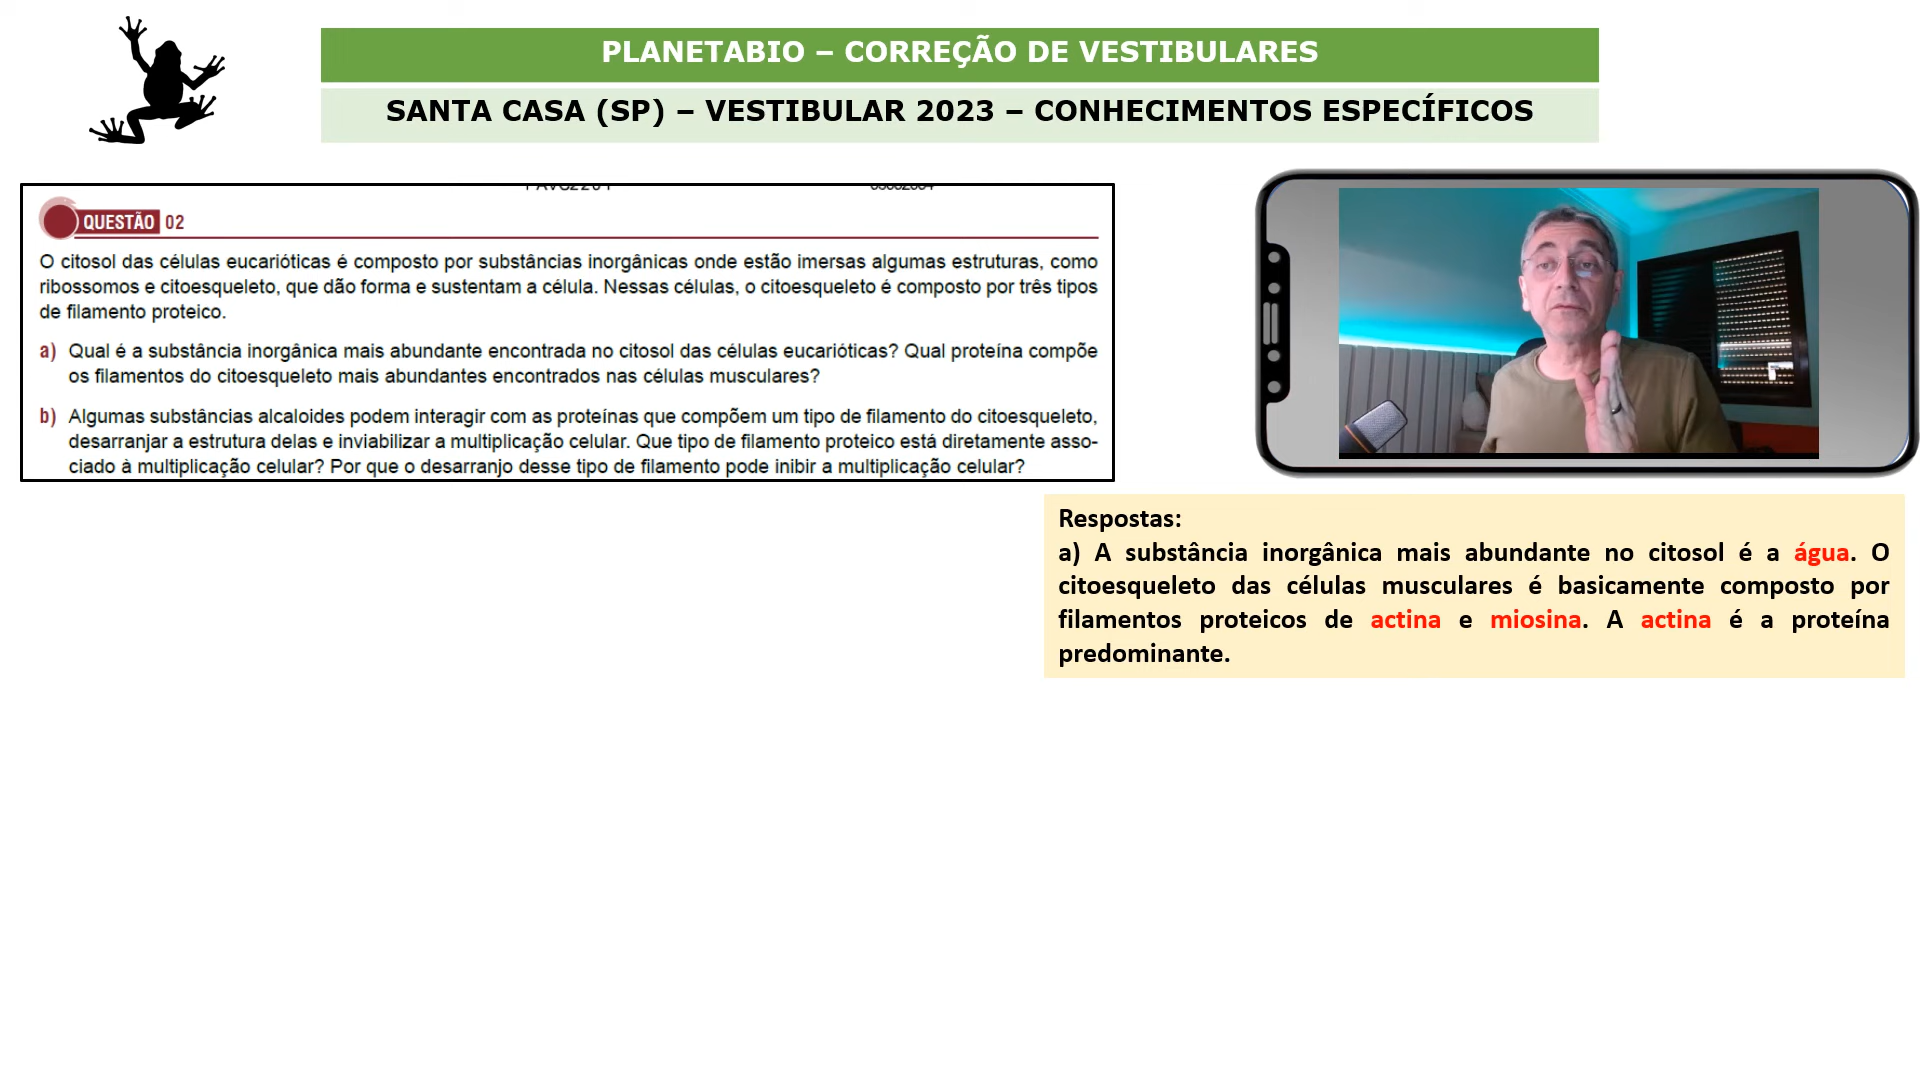 PLANETABIO – CORREÇÃO DE VESTIBULARES
SANTA CASA (SP) – VESTIBULAR 2023 – CONHECIMENTOS ESPECÍFICOS
QUESTÃO 02
O citosol das células eucarióticas é composto por substâncias inorgânicas onde estão imersas algumas estruturas, como
ribossomos e citoesqueleto, que dão forma e sustentam a célula. Nessas células, o citoesqueleto é composto por três tipos
de filamento proteico.
a) Qual é a substância inorgânica mais abundante encontrada no citosol das células eucarióticas? Qual proteína compõe
os filamentos do citoesqueleto mais abundantes encontrados nas células musculares?
b) Algumas substâncias alcaloides podem interagir com as proteínas que compõem um tipo de filamento do citoesqueleto,
desarranjar a estrutura delas e inviabilizar a multiplicação celular. Que tipo de filamento proteico está diretamente asso-
ciado à multiplicação celular? Por que o desarranjo desse tipo de filamento pode inibir a multiplicação celular?
Respostas:
a) A substância inorgânica mais abundante no citosol é a água. O
citoesqueleto das células musculares é basicamente composto por
filamentos proteicos de actina e miosina. A actina é a proteína
predominante.